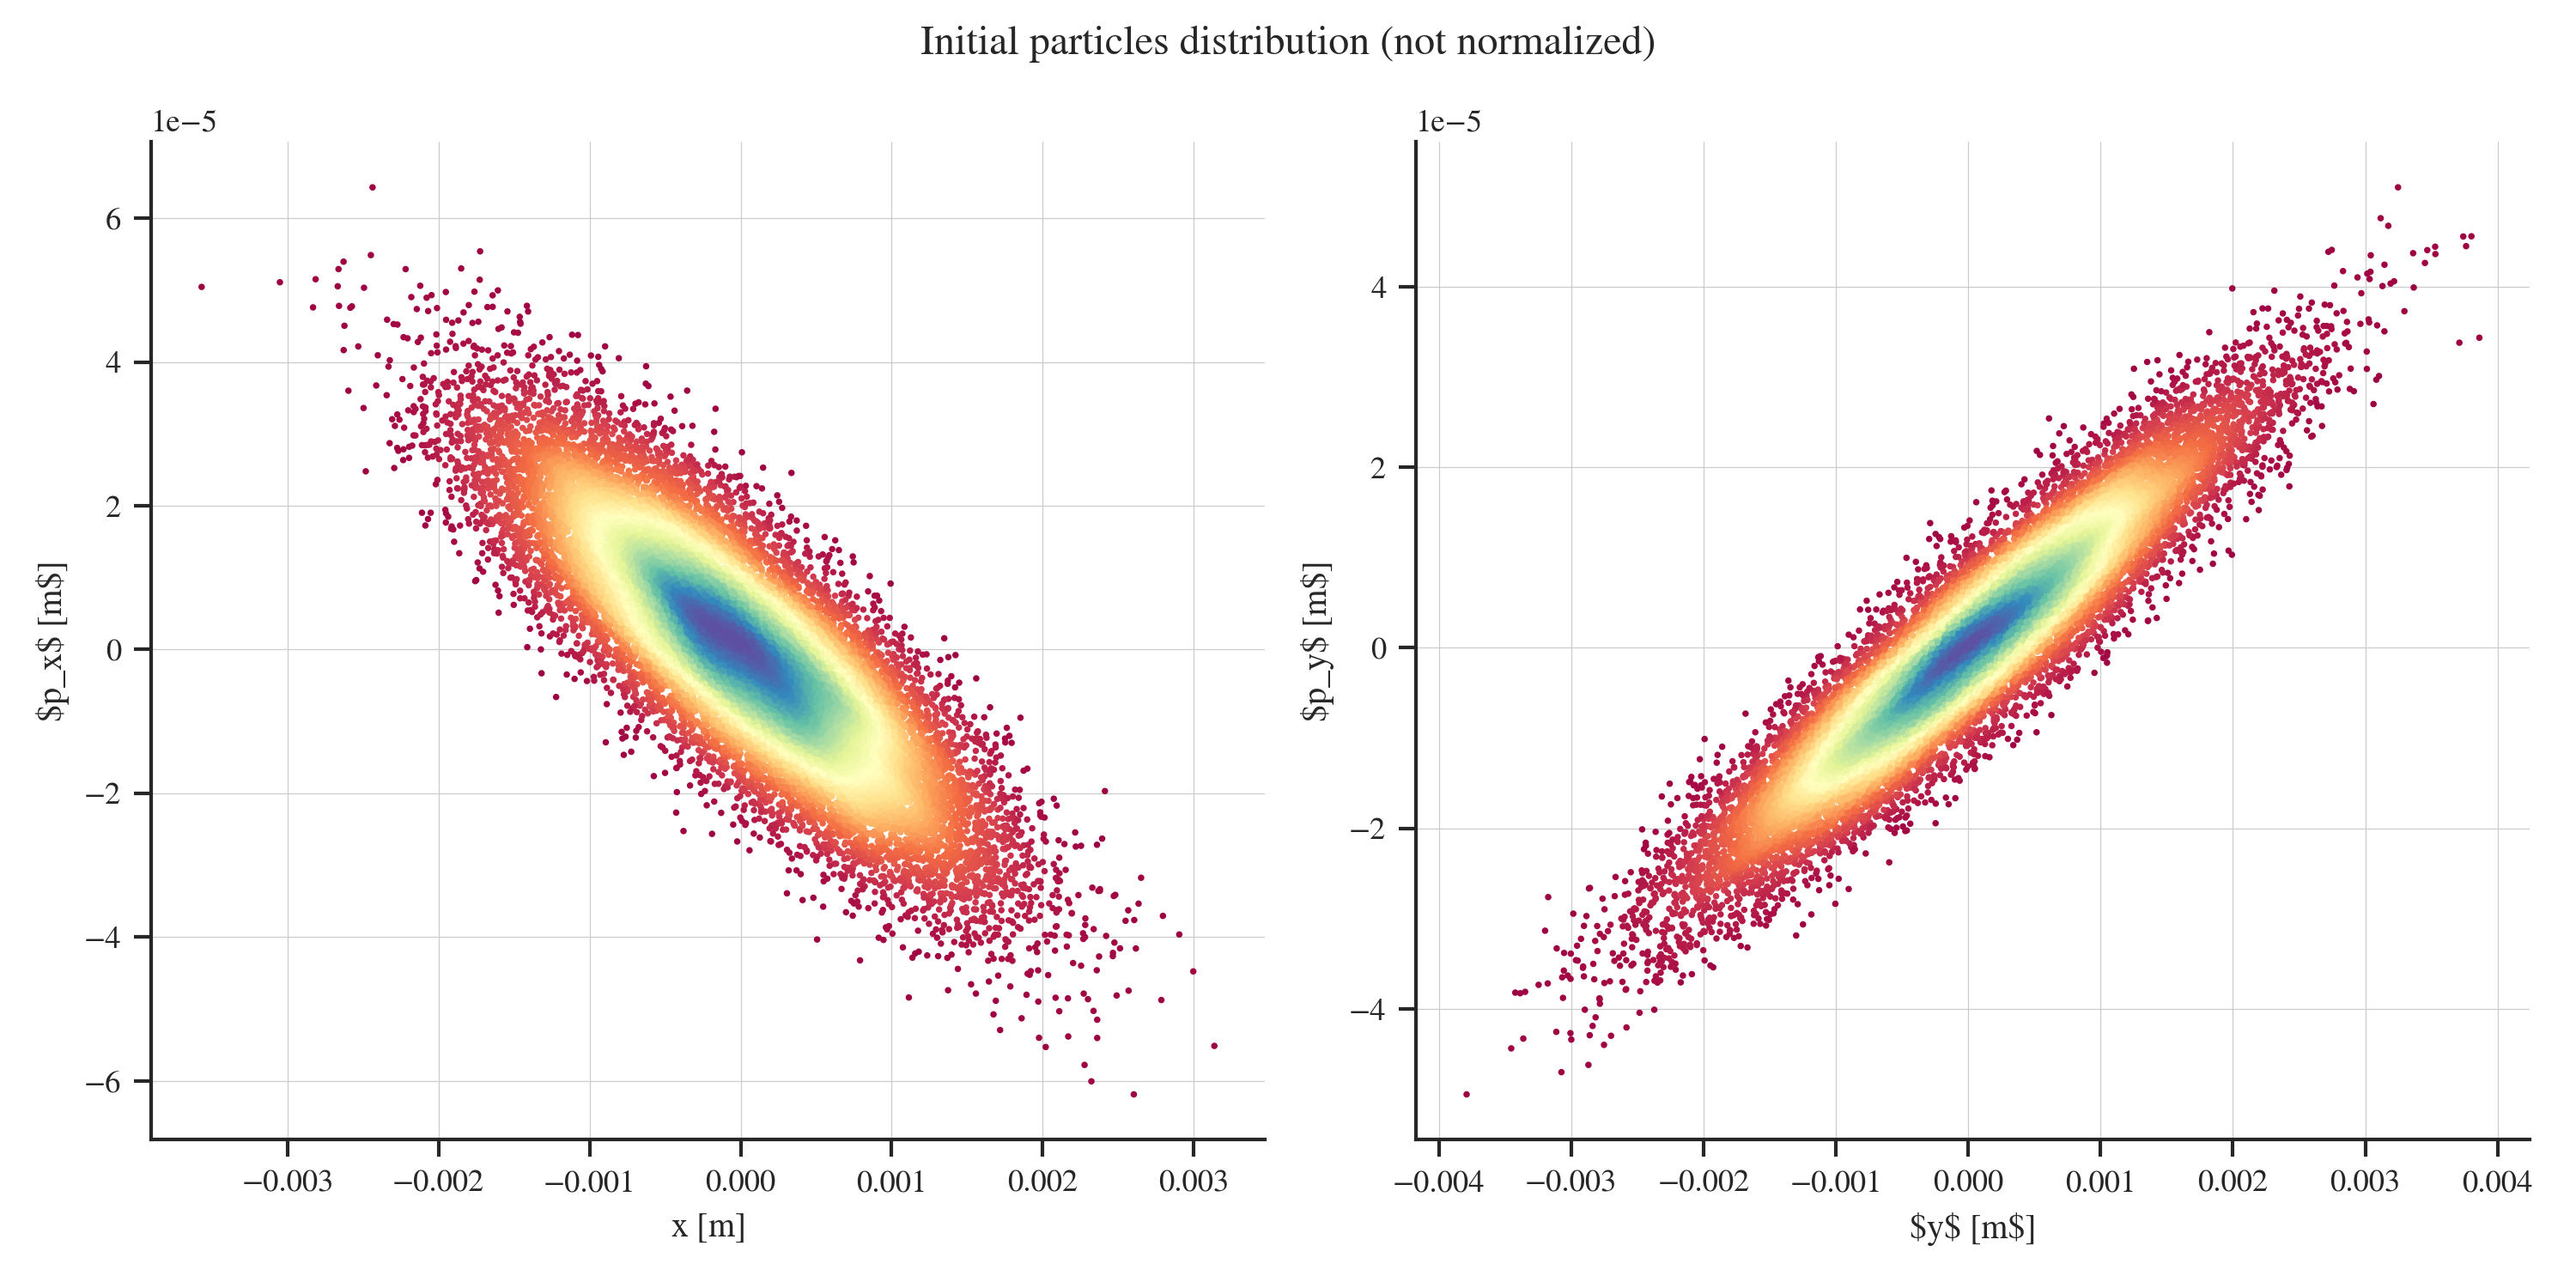 Initial particles distribution (not normalized)
1e−5
6
4
2
0
−2
−4
−6
$p_x$ [m$]
−0.003 −0.002 −0.001 0.000 0.001 0.002 0.003
x [m]
1e−5
4
2
0
−2
−4
$p_y$ [m$]
−0.004 −0.003 −0.002 −0.001 0.000 0.001 0.002 0.003 0.004
$y$ [m$]